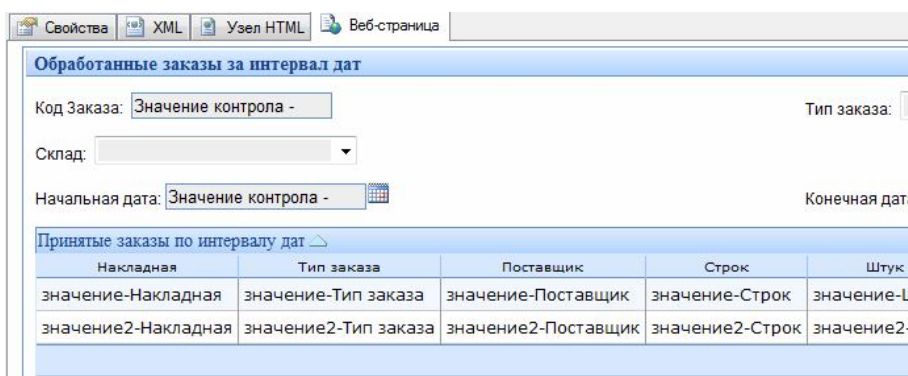 Свойства XML Узел HTML Веб-страница
Обработанные заказы за интервал дат
Код Заказа: Значение контрола - Тип заказа:
Склад:
Начальная дата: Значение контрола - Конечная дат
Принятые заказы по интервалу дат
Накладная Тип заказа Поставщик Строк Штук
значение-Накладная значение-Тип заказа значение-Поставщик значение-Строк значение-
значение2-Накладная значение2-Тип заказа значение2-Поставщик значение2-Строк значение2-